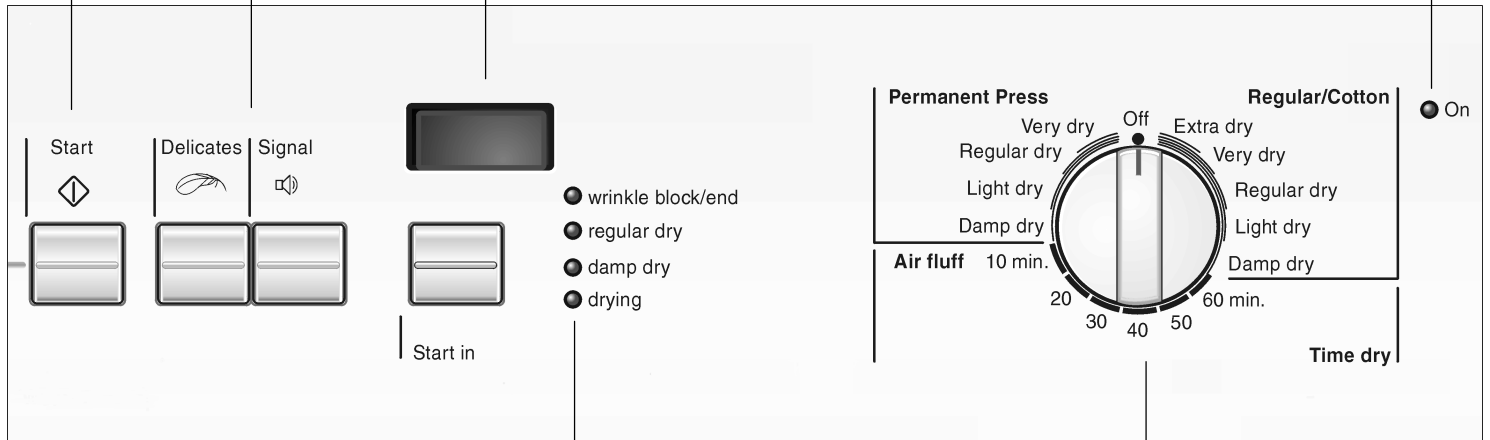 Start
Delicates
Signal
wrinkle block/end
regular dry
damp dry
drying
Start in
Permanent Press
Very dry
Regular dry
Light dry
Damp dry
Off
Regular/Cotton
Extra dry
Very dry
Regular dry
Light dry
Damp dry
Air fluff 10 min.
20
30
40
50
60 min.
Time dry
On